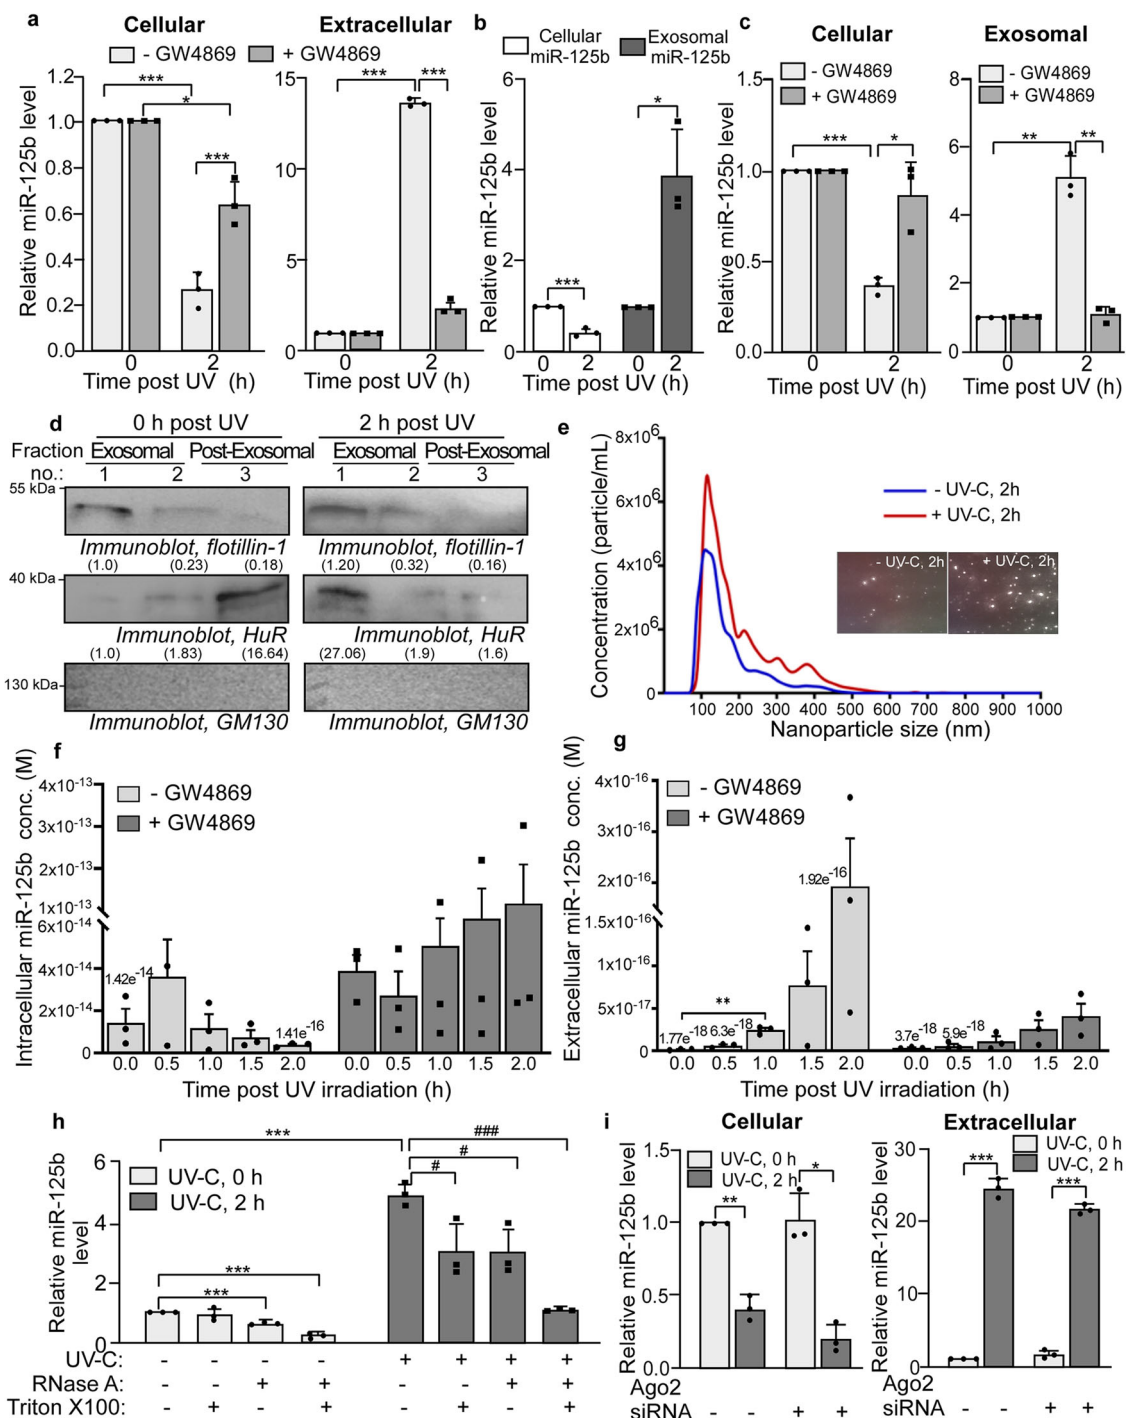 a
Cellular
Extracellular
- GW4869
+ GW4869
Relative miR-125b level
1.2
1.0
0.8
0.6
0.4
0.2
0.0
***
*
***
0
2
Time post UV (h)
15
10
5
0
***
***
0
2
Time post UV (h)
b
Cellular miR-125b
Exosomal miR-125b
Relative miR-125b level
6
4
2
0
***
*
0
2
0
2
Time post UV (h)
c
Cellular
Exosomal
- GW4869
+ GW4869
Relative miR-125b level
1.5
1.0
0.5
0.0
***
*
0
2
Time post UV (h)
- GW4869
+ GW4869
8
6
4
2
0
**
**
0
2
Time post UV (h)
d
0 h post UV
2 h post UV
Fraction
Exosomal
Post-Exosomal
Exosomal
Post-Exosomal
no.:
1
2
3
1
2
3
55 kDa
Immunoblot, flotillin-1
Immunoblot, flotillin-1
(1.0)
(0.23)
(0.18)
(1.20)
(0.32)
(0.16)
40 kDa
Immunoblot, HuR
Immunoblot, HuR
(1.0)
(1.83)
(16.64)
(27.06)
(1.9)
(1.6)
130 kDa
Immunoblot, GM130
Immunoblot, GM130
e
Concentration (particle/mL)
8x10⁶
6x10⁶
4x10⁶
2x10⁶
0
- UV-C, 2h
+ UV-C, 2h
- UV-C, 2h
+ UV-C, 2h
100 200 300 400 500 600 700 800 900 1000
Nanoparticle size (nm)
f
Intracellular miR-125b conc. (M)
- GW4869
+ GW4869
4x10⁻¹³
3x10⁻¹³
2x10⁻¹³
1x10⁻¹³
6x10⁻¹⁴
4x10⁻¹⁴
2x10⁻¹⁴
0
1.42e⁻¹⁴
1.41e⁻¹⁶
0.0 0.5 1.0 1.5 2.0 0.0 0.5 1.0 1.5 2.0
Time post UV irradiation (h)
g
Extracellular miR-125b conc. (M)
- GW4869
+ GW4869
4x10⁻¹⁶
3x10⁻¹⁶
2x10⁻¹⁶
1.5x10⁻¹⁶
1x10⁻¹⁶
5x10⁻¹⁷
0
**
1.77e⁻¹⁸
6.3e⁻¹⁸
1.92e⁻¹⁶
3.7e⁻¹⁸
5.9e⁻¹⁸
0.0 0.5 1.0 1.5 2.0 0.0 0.5 1.0 1.5 2.0
Time post UV irradiation (h)
h
Relative miR-125b level
UV-C, 0 h
UV-C, 2 h
6
4
2
0
***
***
***
#
#
###
UV-C: - - - - + + + +
RNase A: - - + + - - + +
Triton X100: - + - + - + - +
i
Cellular
Extracellular
Relative miR-125b level
UV-C, 0 h
UV-C, 2 h
1.5
1.0
0.5
0.0
**
*
Ago2
siRNA - - + +
Relative miR-125b level
UV-C, 0 h
UV-C, 2 h
30
20
10
0
***
***
Ago2
siRNA - - + +